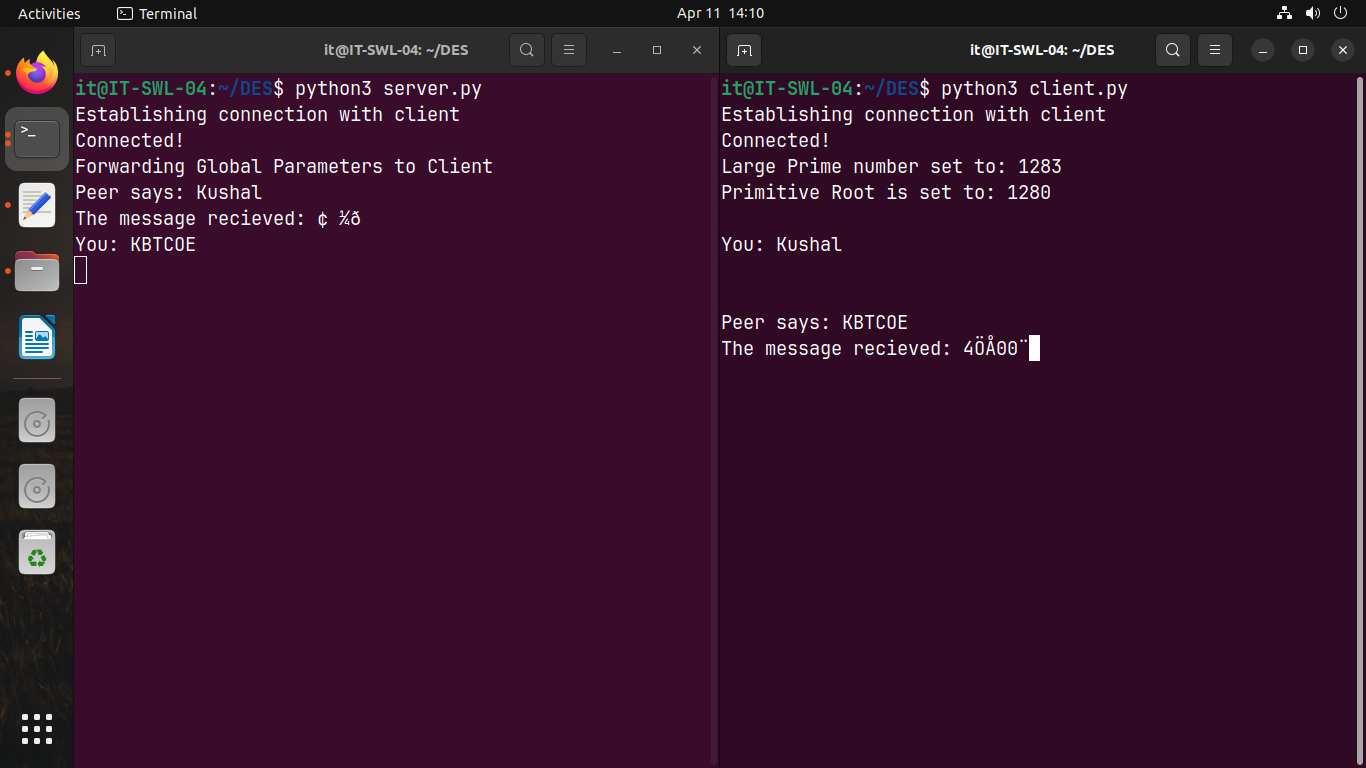 Activities
Terminal
Apr 11 14:10
it@IT-SWL-04: ~/DES
it@IT-SWL-04:~/DES$ python3 server.py
Establishing connection with client
Connected!
Forwarding Global Parameters to Client
Peer says: Kushal
The message recieved: ¢ ¼ð
You: KBTCOE
it@IT-SWL-04: ~/DES
it@IT-SWL-04:~/DES$ python3 client.py
Establishing connection with client
Connected!
Large Prime number set to: 1283
Primitive Root is set to: 1280
You: Kushal
Peer says: KBTCOE
The message recieved: 4ÖÅ00¨